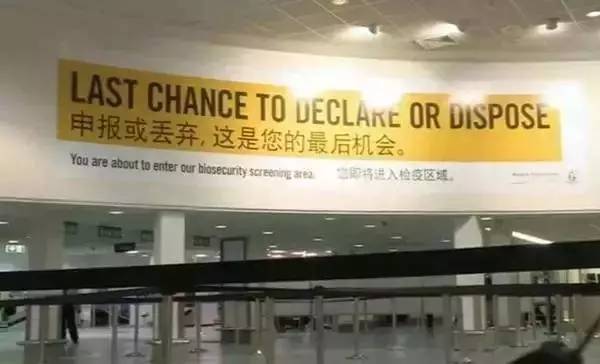 LAST CHANCE TO DECLARE OR DISPOSE
申报或丢弃, 这是您的最后机会。
You are about to enter our biosecurity screening area. 您即将进入检疫区域。